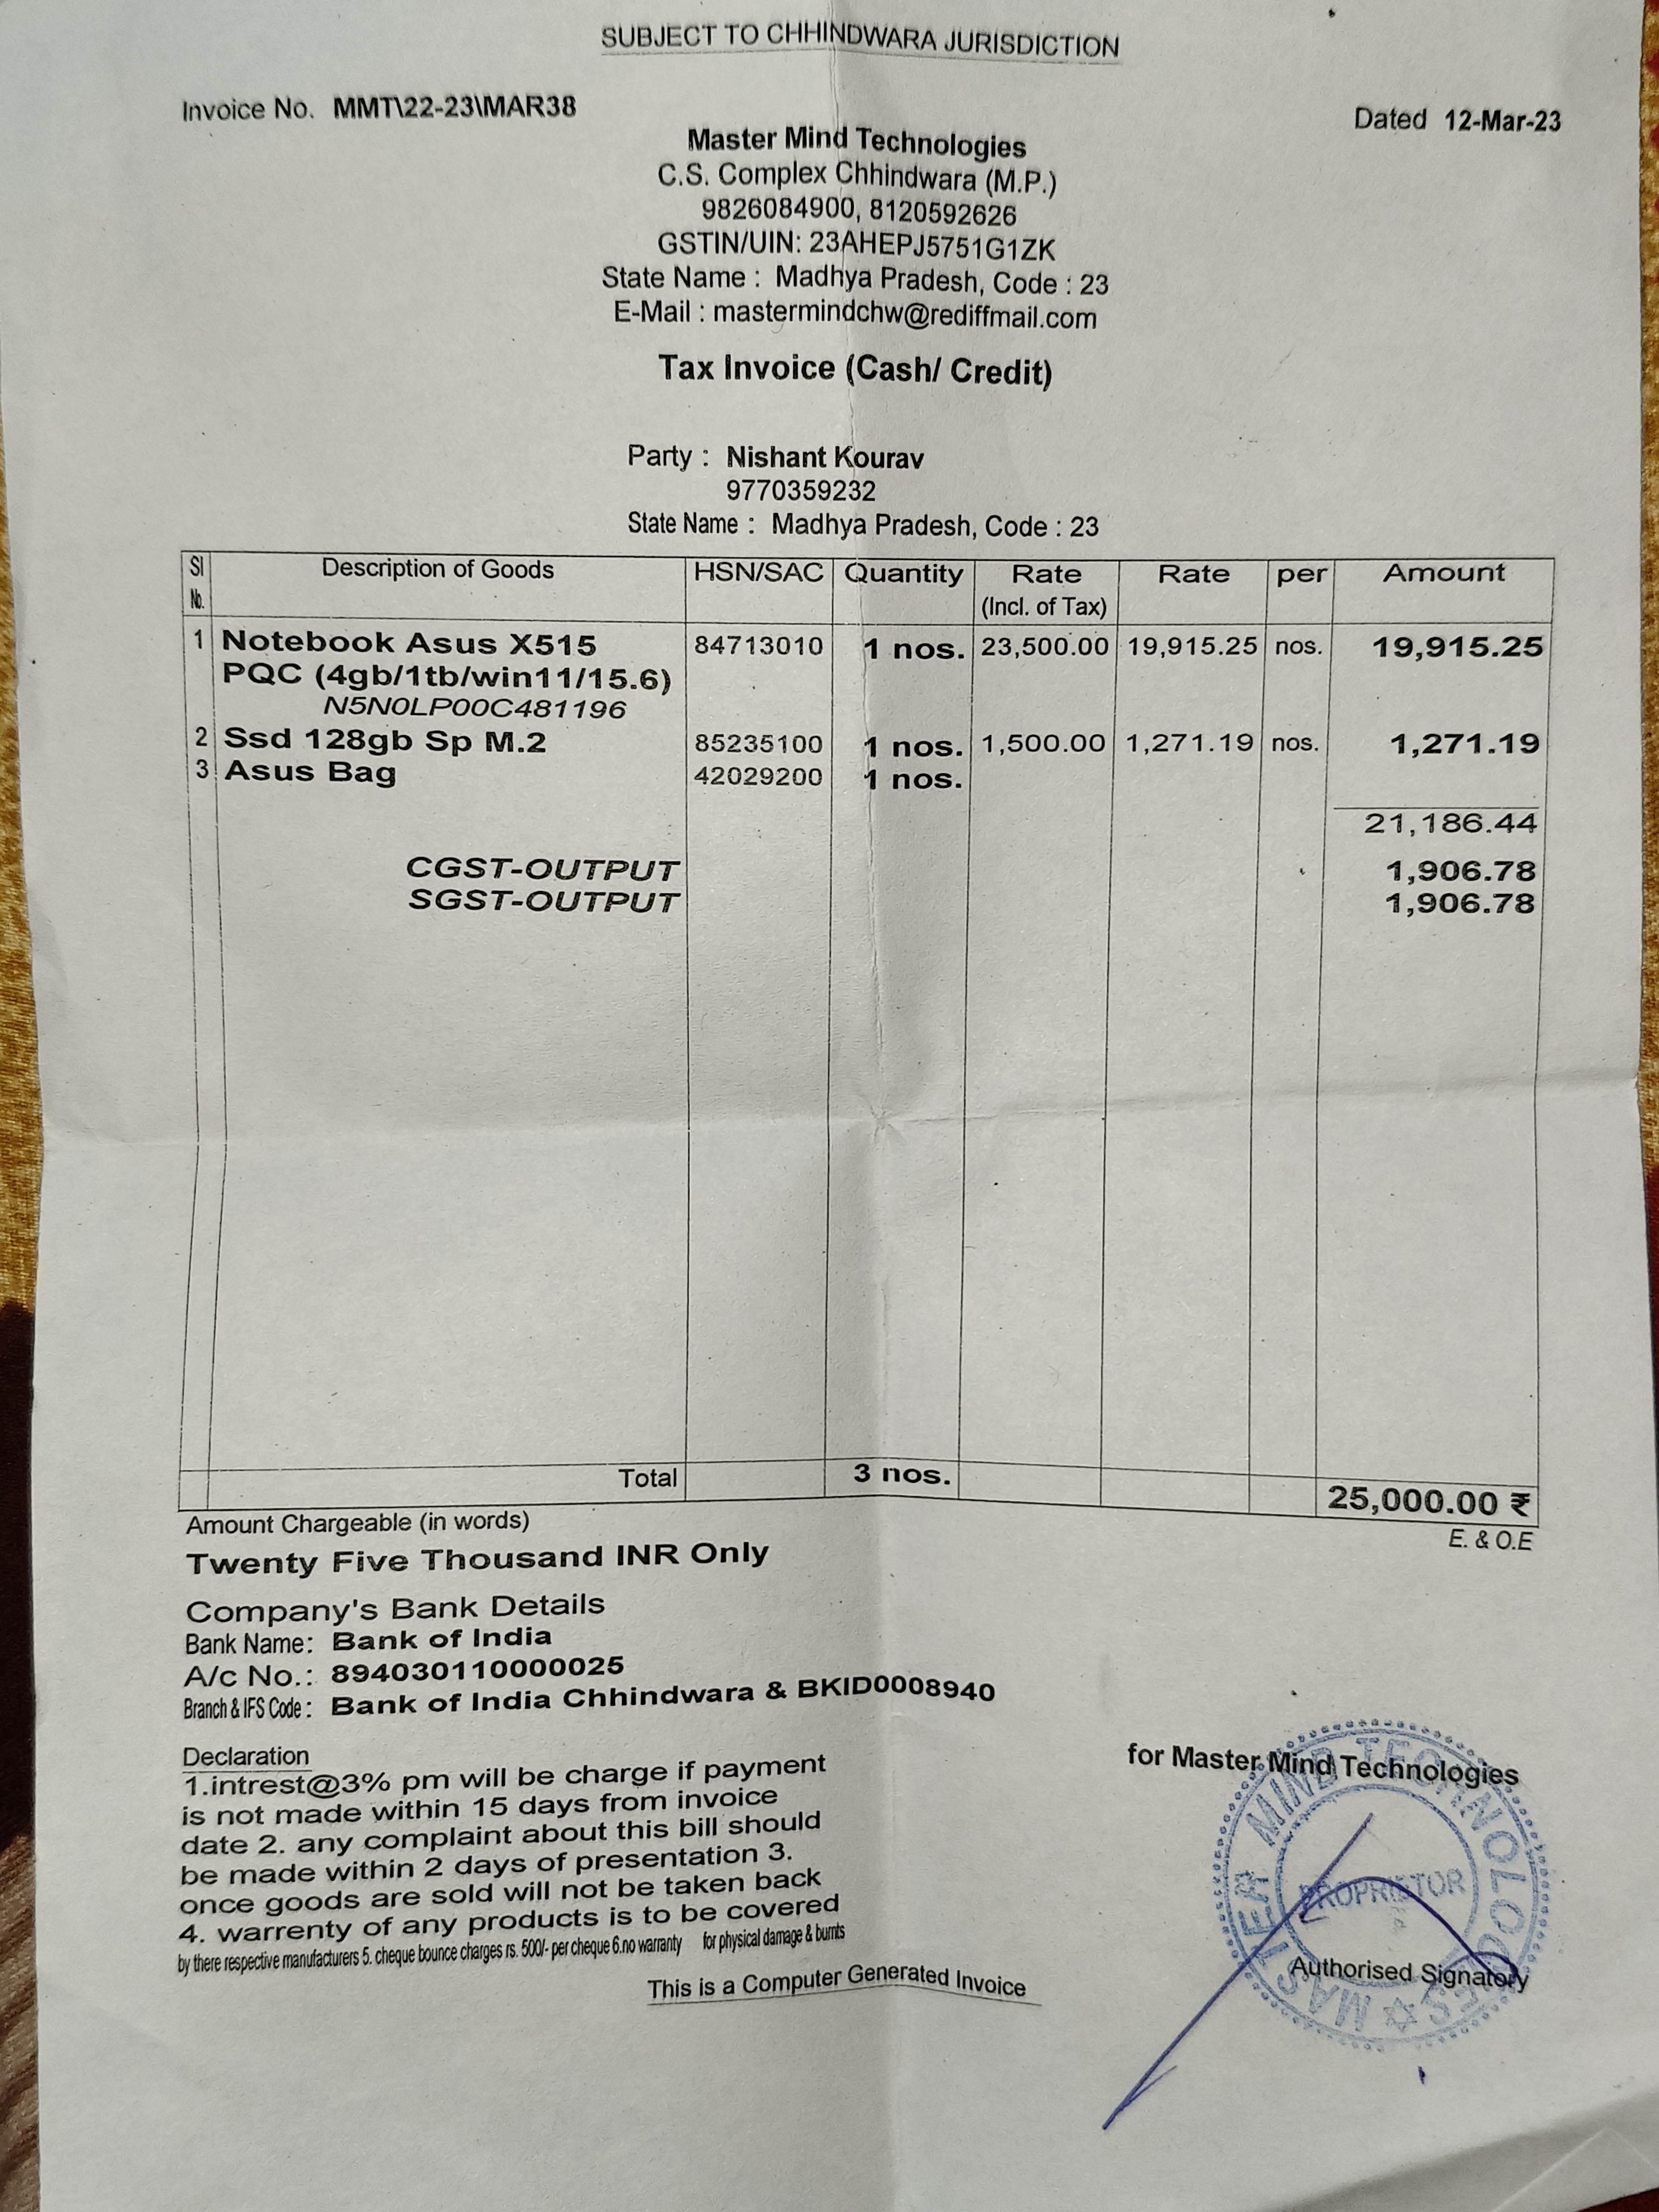 SUBJECT TO CHHINDWARA JURISDICTION
Invoice No. MMT\22-23\MAR38
Dated 12-Mar-23
Master Mind Technologies
C.S. Complex Chhindwara (M.P.)
9826084900, 8120592626
GSTIN/UIN: 23AHEPJ5751G1ZK
State Name : Madhya Pradesh, Code : 23
E-Mail : mastermindchw@rediffmail.com
Tax Invoice (Cash/ Credit)
Party : Nishant Kourav
9770359232
State Name : Madhya Pradesh, Code : 23
Sl No. Description of Goods HSN/SAC Quantity Rate (Incl. of Tax) Rate per Amount
1 Notebook Asus X515 84713010 1 nos. 23,500.00 19,915.25 nos. 19,915.25
PQC (4gb/1tb/win11/15.6)
N5N0LP00C481196
2 Ssd 128gb Sp M.2 85235100 1 nos. 1,500.00 1,271.19 nos. 1,271.19
3 Asus Bag 42029200 1 nos.
21,186.44
CGST-OUTPUT 1,906.78
SGST-OUTPUT 1,906.78
Total 3 nos. 25,000.00 ₹
Amount Chargeable (in words)
E. & O.E
Twenty Five Thousand INR Only
Company's Bank Details
Bank Name: Bank of India
A/c No.: 894030110000025
Branch & IFS Code : Bank of India Chhindwara & BKID0008940
Declaration
1.intrest@3% pm will be charge if payment
is not made within 15 days from invoice
date 2. any complaint about this bill should
be made within 2 days of presentation 3.
once goods are sold will not be taken back
4. warrenty of any products is to be covered
by there respective manufacturers 5. cheque bounce charges rs. 500/- per cheque 6.no warranty for physical damage & burnts
for Master Mind Technologies
MASTER MIND TECHNOLOGIES
PROPRIETOR
Authorised Signatory
This is a Computer Generated Invoice